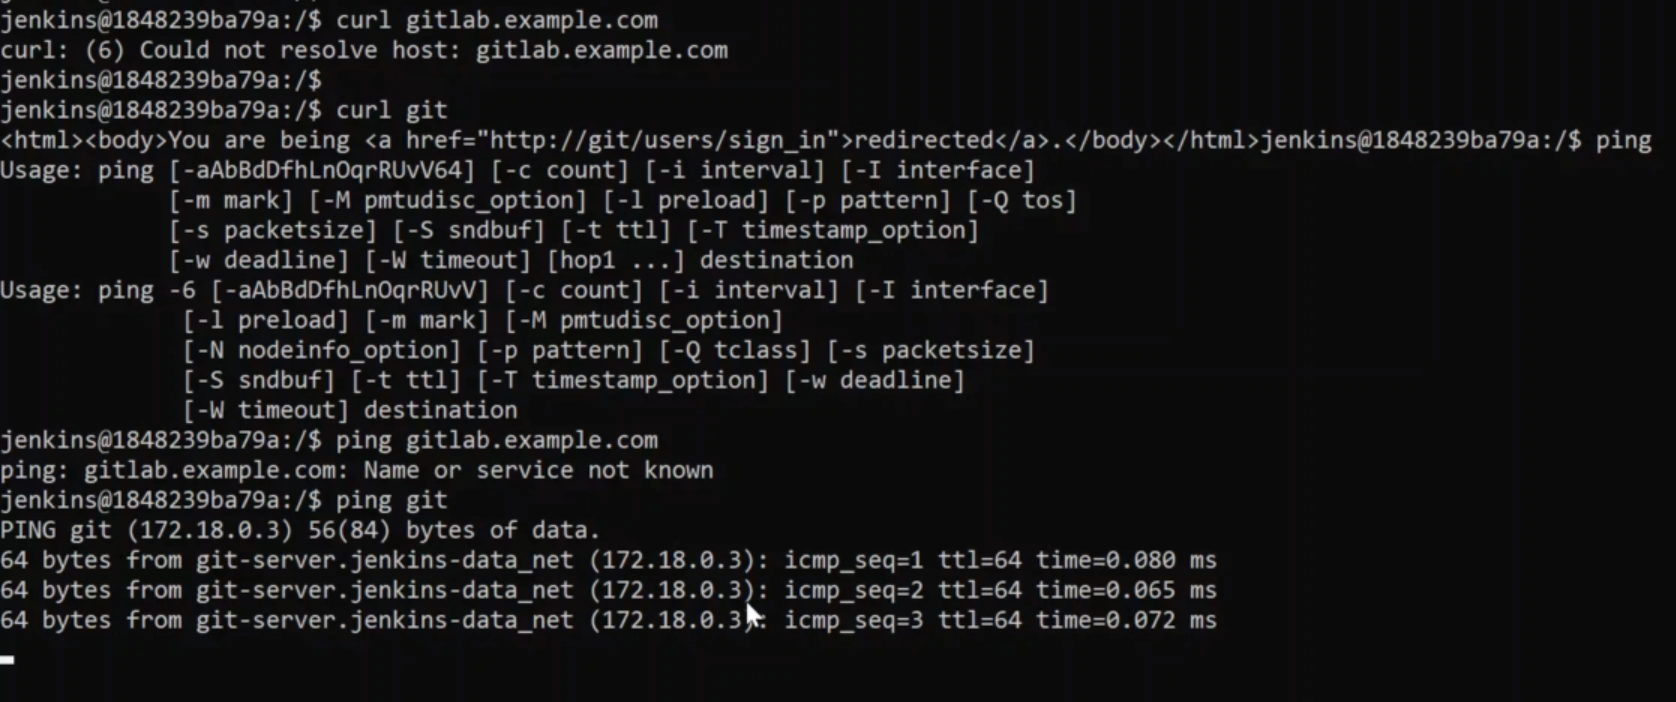 jenkins@1848239ba79a:/$ curl gitlab.example.com
curl: (6) Could not resolve host: gitlab.example.com
jenkins@1848239ba79a:/$
jenkins@1848239ba79a:/$ curl git
<html><body>You are being <a href="http://git/users/sign_in">redirected</a>.</body></html>jenkins@1848239ba79a:/$ ping
Usage: ping [-aAbBdDfhLnOqrRUvV64] [-c count] [-i interval] [-I interface]
            [-m mark] [-M pmtudisc_option] [-l preload] [-p pattern] [-Q tos]
            [-s packetsize] [-S sndbuf] [-t ttl] [-T timestamp_option]
            [-w deadline] [-W timeout] [hop1 ...] destination
Usage: ping -6 [-aAbBdDfhLnOqrRUvV] [-c count] [-i interval] [-I interface]
             [-l preload] [-m mark] [-M pmtudisc_option]
             [-N nodeinfo_option] [-p pattern] [-Q tclass] [-s packetsize]
             [-S sndbuf] [-t ttl] [-T timestamp_option] [-w deadline]
             [-W timeout] destination
jenkins@1848239ba79a:/$ ping gitlab.example.com
ping: gitlab.example.com: Name or service not known
jenkins@1848239ba79a:/$ ping git
PING git (172.18.0.3) 56(84) bytes of data.
64 bytes from git-server.jenkins-data_net (172.18.0.3): icmp_seq=1 ttl=64 time=0.080 ms
64 bytes from git-server.jenkins-data_net (172.18.0.3): icmp_seq=2 ttl=64 time=0.065 ms
64 bytes from git-server.jenkins-data_net (172.18.0.3): icmp_seq=3 ttl=64 time=0.072 ms